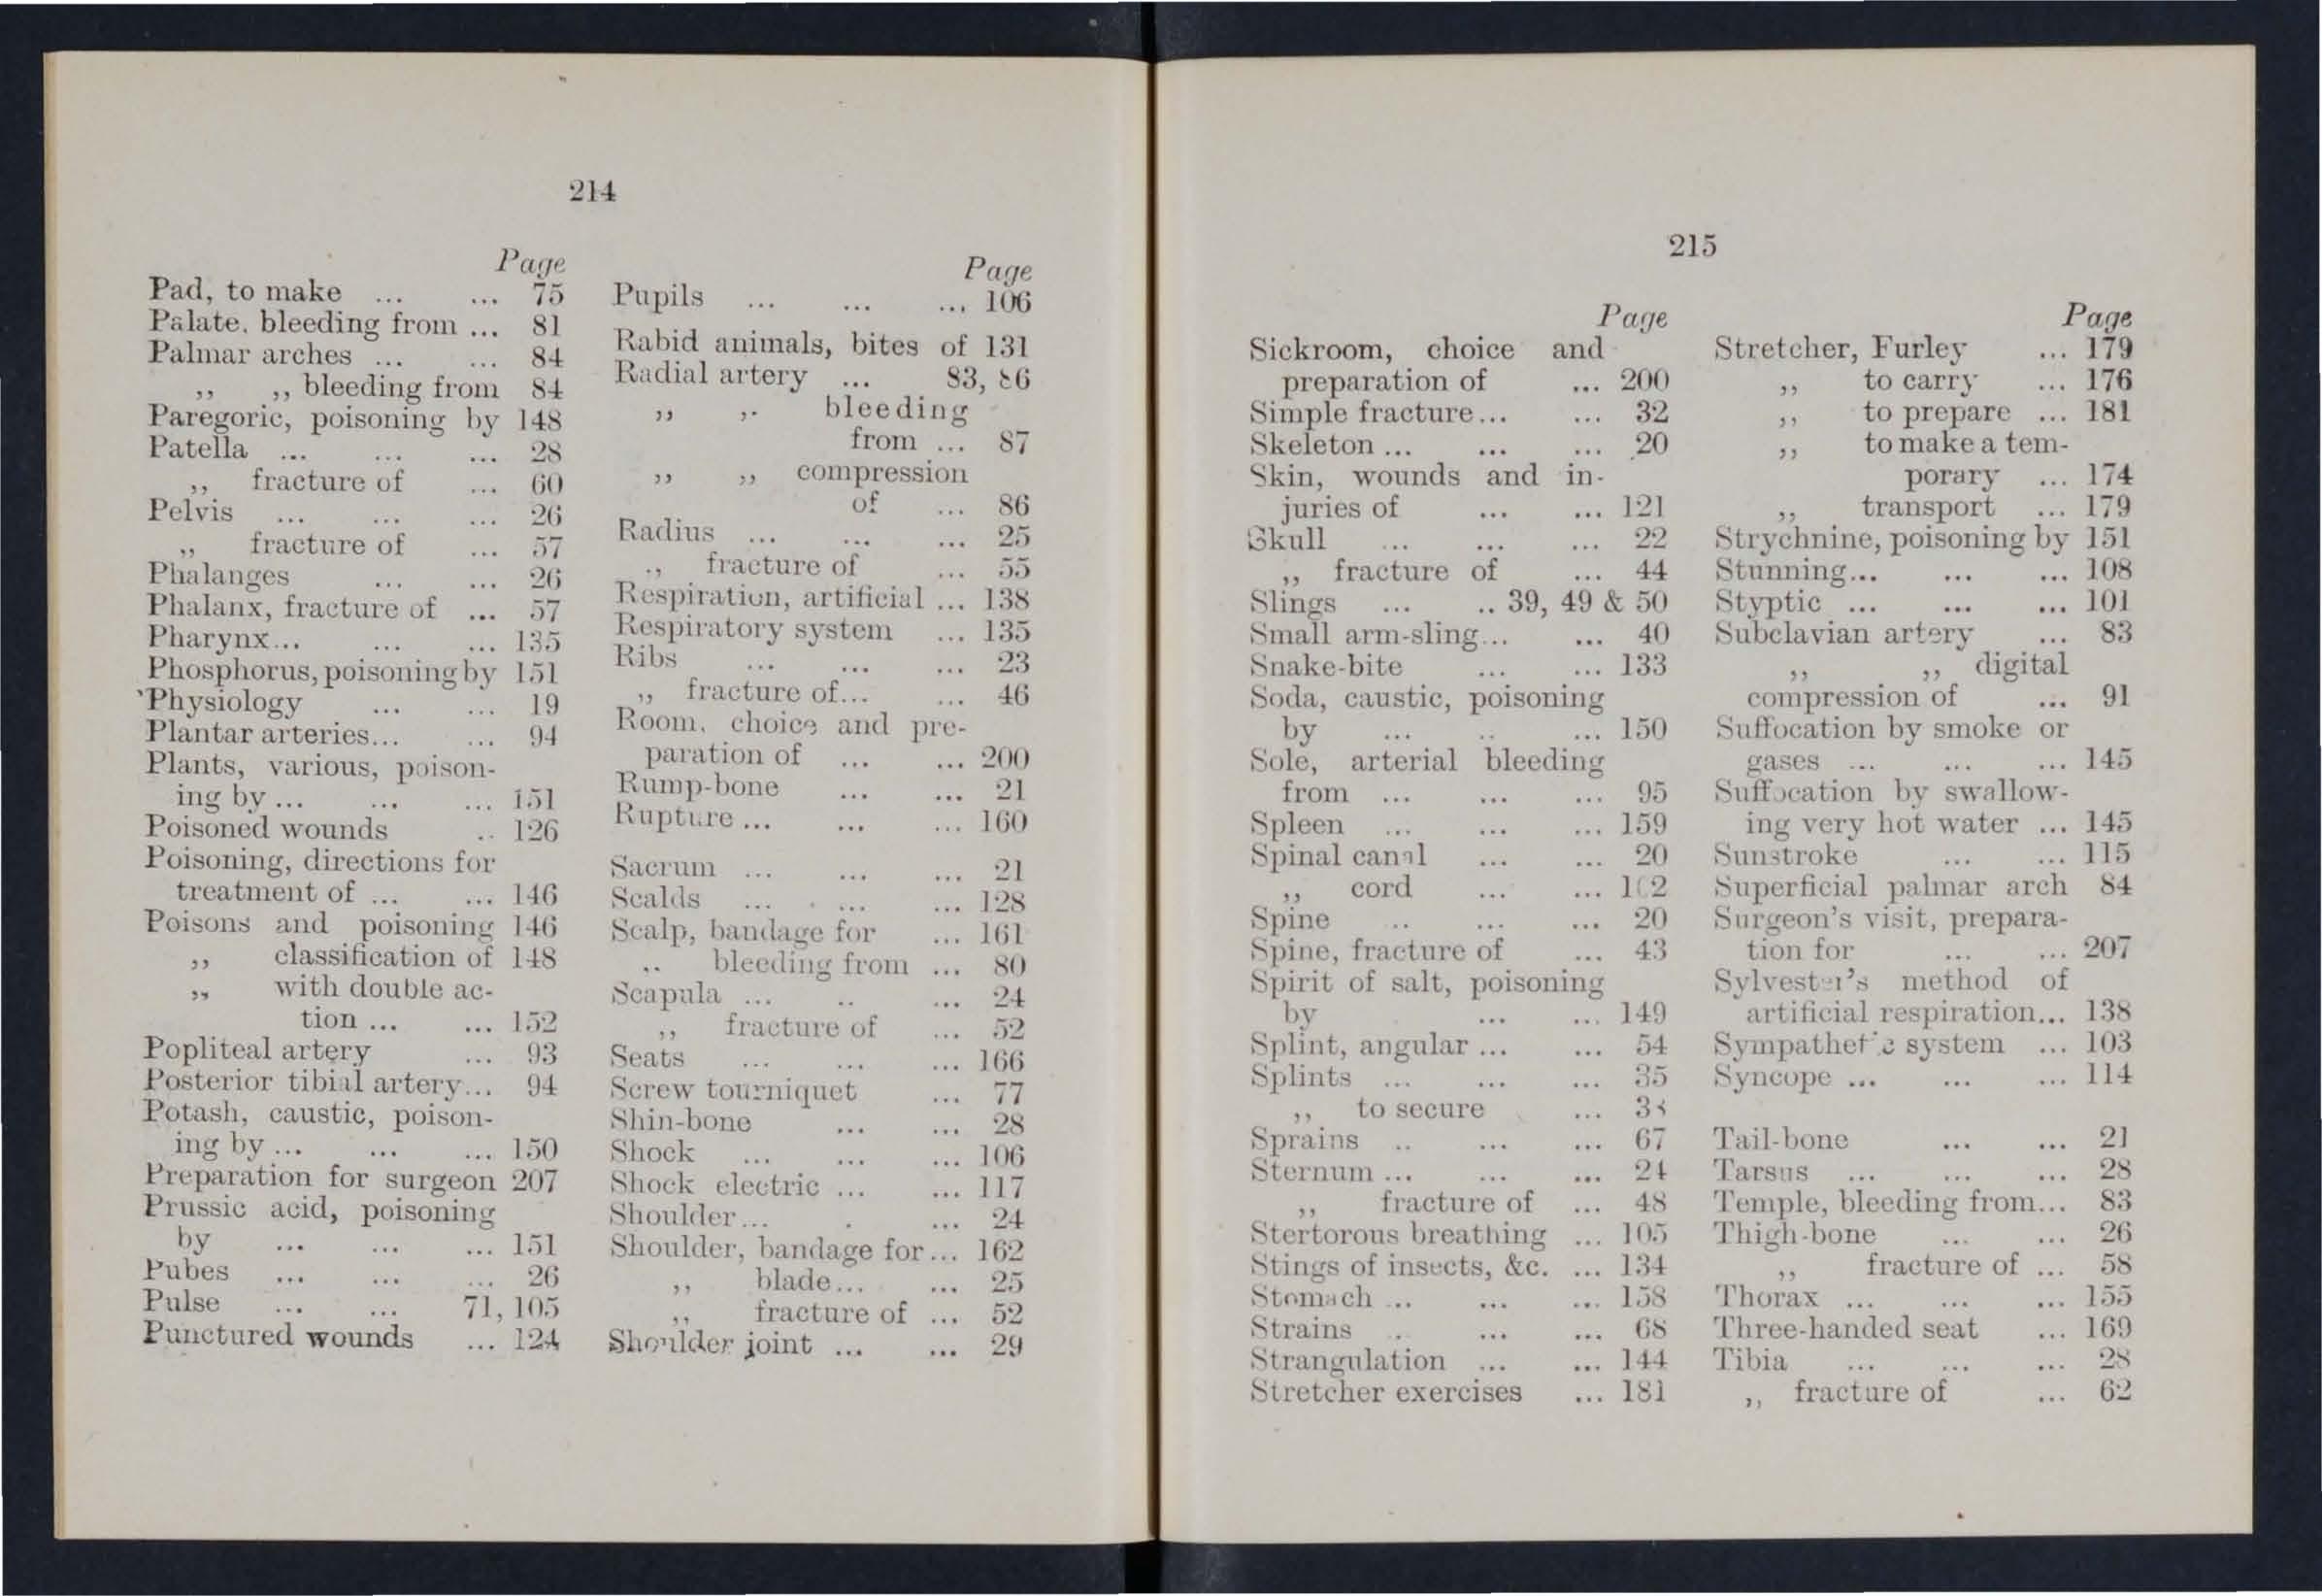 214
Page
Pad, to make ... ... 75
Palate, bleeding from ... 81
Palmar arches ... ... 84
,, ,, bleeding from 84
Paregoric, poisoning by 148
Patella ... ... ... 28
,, fracture of ... 60
Pelvis ... ... ... 26
,, fracture of ... 57
Phalanges ... ... 26
Phalanx, fracture of ... 57
Pharynx... ... ... 135
Phosphorus, poisoning by 151
Physiology ... ... 19
Plantar arteries... ... 94
Plants, various, poison-
ing by ... ... ... 151
Poisoned wounds .. 126
Poisoning, directions for
treatment of ... ... 146
Poisons and poisoning 146
,, classification of 148
,, with double ac-
tion ... ... 152
Popliteal artery ... 93
Posterior tibial artery... 94
Potash, caustic, poison-
ing by ... ... ... 150
Preparation for surgeon 207
Prussic acid, poisoning
by ... ... ... 151
Pubes ... ... ... 26
Pulse ... ... 71, 105
Punctured wounds ... 124
Page
Pupils ... ... ... 106
Rabid animals, bites of 131
Radial artery ... 83, 86
,, ,. bleeding
from ... 87
,, ,, compression
of ... 86
Radius ... ... ... 25
., fracture of ... 55
Respiration, artificial ... 138
Respiratory system ... 135
Ribs ... ... ... 23
,, fracture of... ... 46
Room, choice and pre-
paration of ... ... 200
Rump-bone ... ... 21
Rupture ... ... ... 160
Sacrum ... ... ... 21
Scalds ... ... ... 128
Scalp, bandage for ... 161
,. bleeding from ... 80
Scapula ... .. ... 24
,, fracture of ... 52
Seats ... ... ... 166
Screw tourniquet ... 77
Shin-bone ... ... 28
Shock ... ... ... 106
Shock electric ... ... 117
Shoulder... . ... 24
Shoulder, bandage for ... 162
,, blade... ... 25
,, fracture of ... 52
Shoulder joint ... ... 29
215
Page
Sickroom, choice and
preparation of ... 200
Simple fracture... ... 32
Skeleton ... ... ... 20
Skin, wounds and in-
juries of ... ... 121
Skull ... ... ... 22
,, fracture of ... 44
Slings ... .. 39, 49 & 50
Small arm-sling... ... 40
Snake-bite ... ... 133
Soda, caustic, poisoning
by ... .. ... 150
Sole, arterial bleeding
from ... ... ... 95
Spleen ... ... ... 159
Spinal canal ... ... 20
,, cord ... ... 102
Spine .. ... ... 20
Spine, fracture of ... 43
Spirit of salt, poisoning
by ... ... 149
Splint, angular ... ... 54
Splints ... ... ... 35
,, to secure ...
Sprains .. ... ... 67
Sternum ... ... ... 24
,, fracture of ... 48
Stertorous breathing ... 105
Stings of insects, &c. ... 134
Stomach ... ... ... 158
Strains .. ... ... 68
Strangulation ... ... 144
Stretcher exercises ... 181
Page
Stretcher, Furley ... 179
,, to carry ... 176
,, to prepare ... 181
,, to make a tem-
porary ... 174
,, transport ... 179
Strychnine, poisoning by 151
Stunning... ... ... 108
Styptic ... ... ... 101
Subclavian artery ... 83
,, ,, digital
compression of ... 91
Suffocation by smoke or
gases ... ... ... 145
Suffocation by swallow-
ing very hot water ... 145
Sunstroke ... ... 115
Superficial palmar arch 84
Surgeon's visit, prepara-
tion for ... ... 207
Sylvester's method of
artificial respiration... 138
Sympathetic system ... 103
Syncope ... ... ... 114
Tail-bone ... ... 21
Tarsus ... ... ... 28
Temple, bleeding from... 83
Thigh-bone ... ... 26
,, fracture of ... 58
Thorax ... ... ... 155
Three-handed seat ... 169
Tibia ... ... ... 28
,, fracture of ... 62